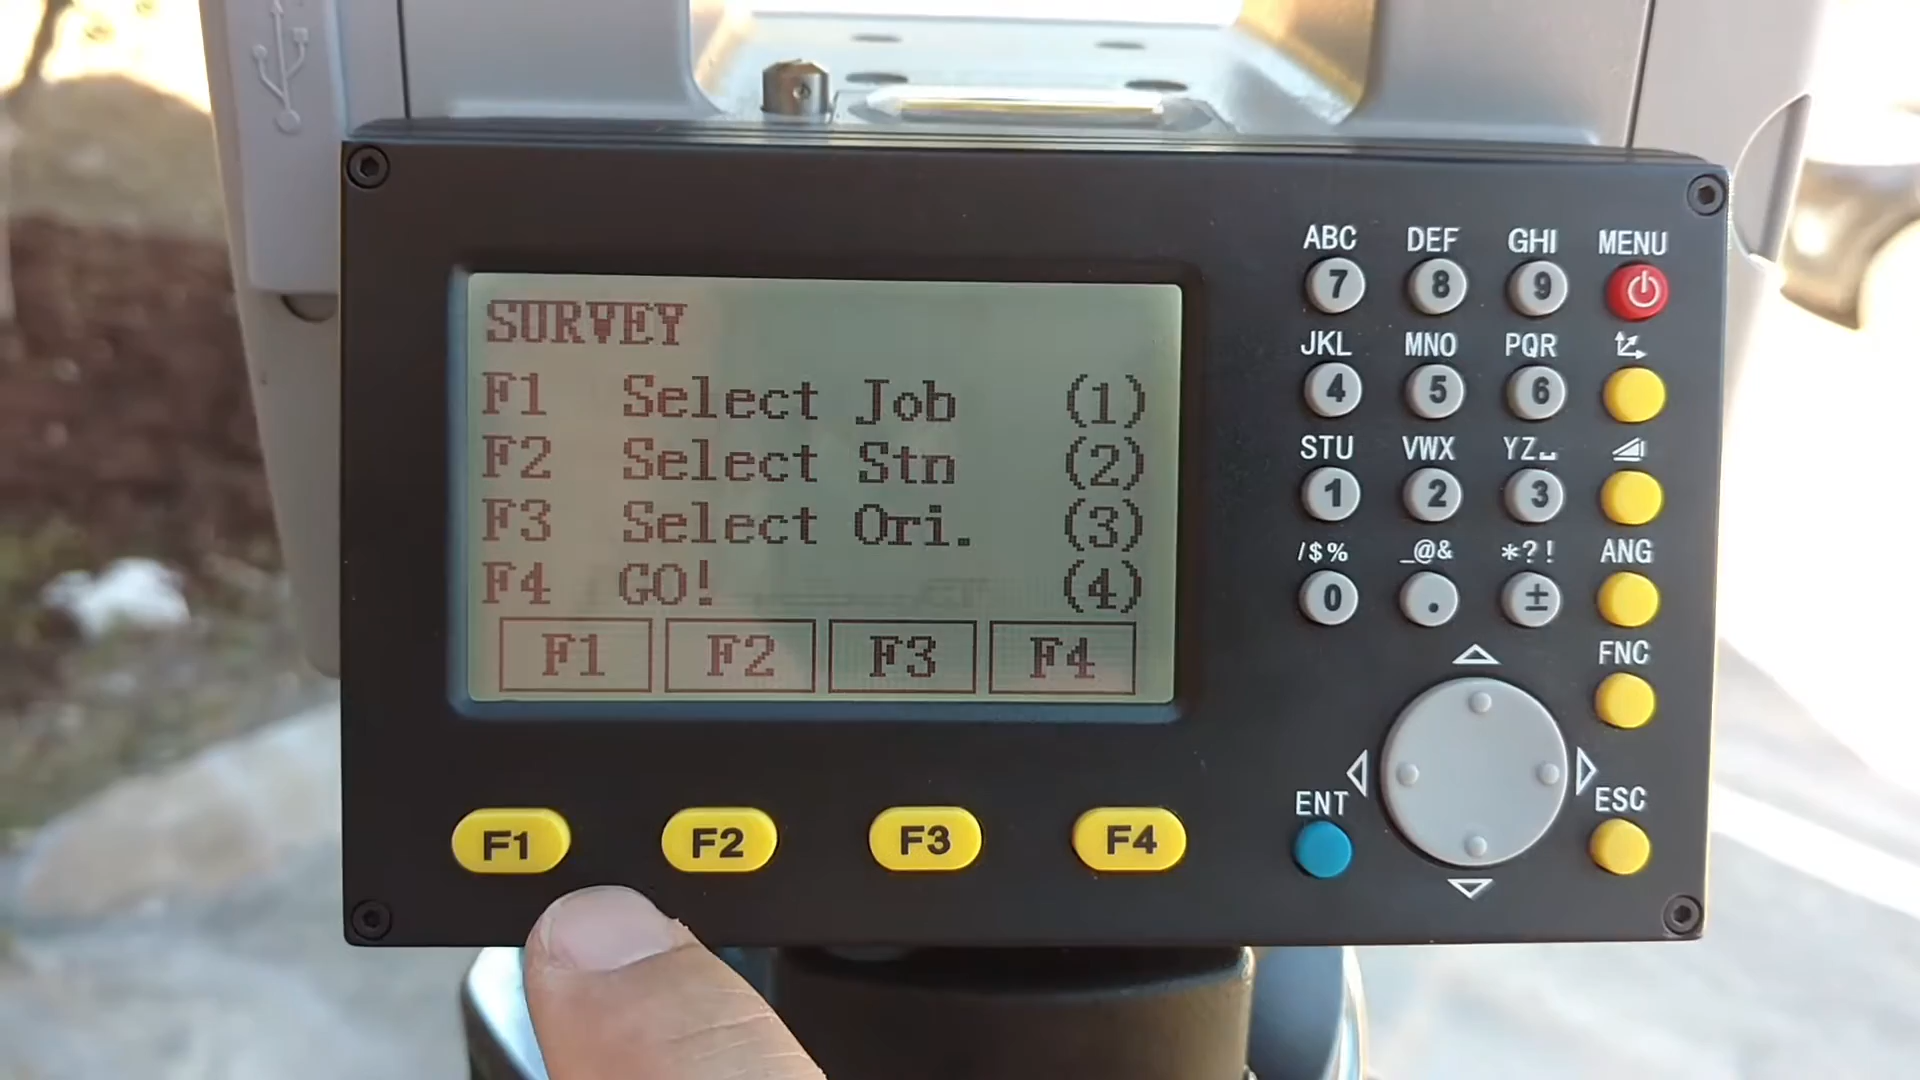 SURVEY
F1 Select Job (1)
F2 Select Stn (2)
F3 Select Ori. (3)
F4 GO! (4)
F1 F2 F3 F4
F1 F2 F3 F4
ABC DEF GHI MENU
7 8 9
JKL MNO PQR
4 5 6
STU VWX YZ␣
1 2 3
/$% _@& *?! ANG
0 . ±
FNC
ENT ESC